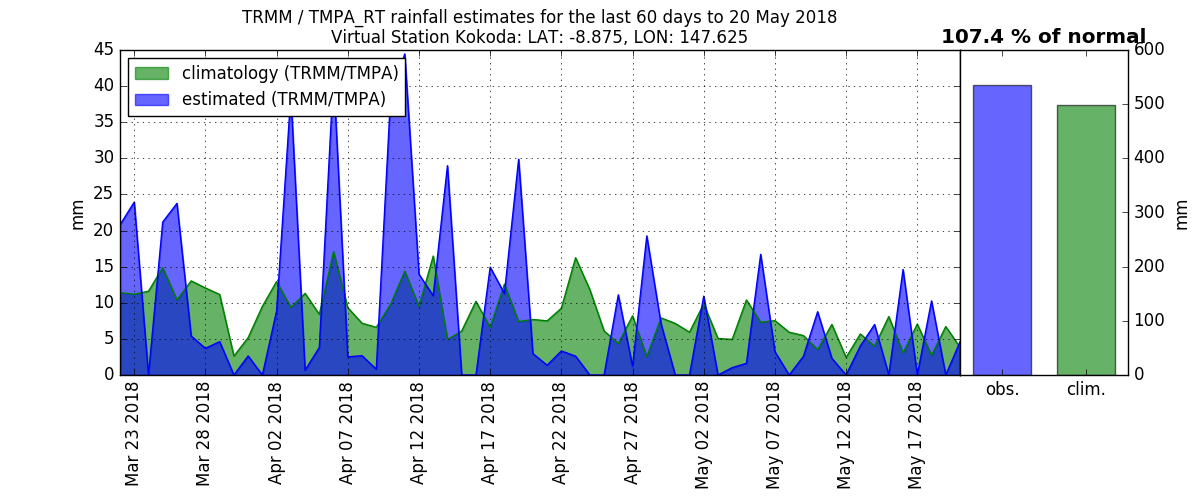 TRMM / TMPA_RT rainfall estimates for the last 60 days to 20 May 2018
Virtual Station Kokoda: LAT: -8.875, LON: 147.625
107.4 % of normal
climatology (TRMM/TMPA)
estimated (TRMM/TMPA)
45
40
35
30
25
20
15
10
5
0
mm
Mar 23 2018
Mar 28 2018
Apr 02 2018
Apr 07 2018
Apr 12 2018
Apr 17 2018
Apr 22 2018
Apr 27 2018
May 02 2018
May 07 2018
May 12 2018
May 17 2018
obs.
clim.
600
500
400
300
200
100
0
mm